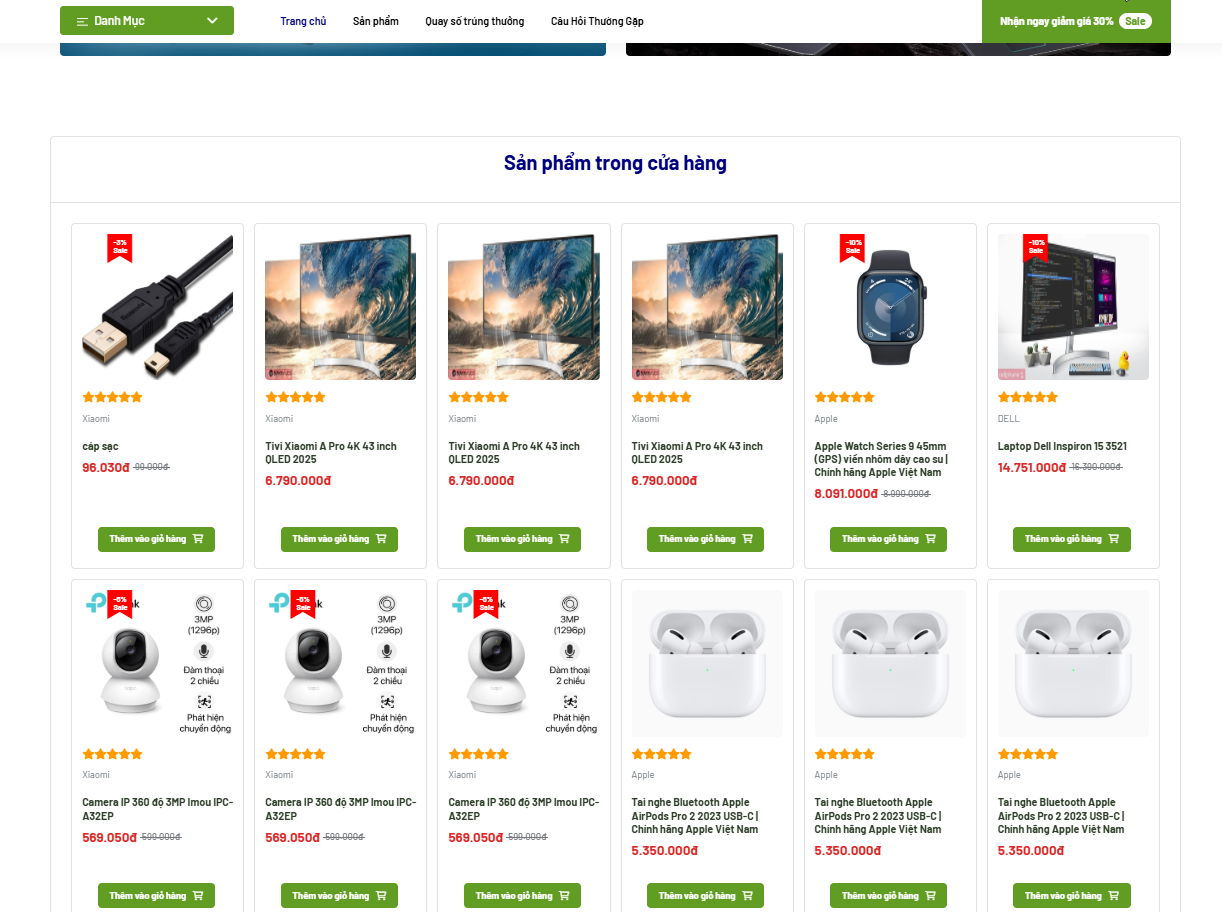 Danh Mục
Trang chủ
Sản phẩm
Quay số trúng thưởng
Câu Hỏi Thường Gặp
Nhận ngay giảm giá 30% Sale
Sản phẩm trong cửa hàng
-3%
Sale
Xiaomi
cáp sạc
96.030đ 99.000đ
Thêm vào giỏ hàng
Xiaomi
Tivi Xiaomi A Pro 4K 43 inch
QLED 2025
6.790.000đ
Thêm vào giỏ hàng
Xiaomi
Tivi Xiaomi A Pro 4K 43 inch
QLED 2025
6.790.000đ
Thêm vào giỏ hàng
Xiaomi
Tivi Xiaomi A Pro 4K 43 inch
QLED 2025
6.790.000đ
Thêm vào giỏ hàng
-10%
Sale
Apple
Apple Watch Series 9 45mm
(GPS) viền nhôm dây cao su |
Chính hãng Apple Việt Nam
8.091.000đ 8.990.000đ
Thêm vào giỏ hàng
-10%
Sale
DELL
Laptop Dell Inspiron 15 3521
14.751.000đ 16.390.000đ
Thêm vào giỏ hàng
-5%
Sale
k
3MP
(1296p)
Đàm thoại
2 chiều
Phát hiện
chuyển động
Xiaomi
Camera IP 360 độ 3MP Imou IPC-
A32EP
569.050đ 599.000đ
Thêm vào giỏ hàng
-5%
Sale
k
3MP
(1296p)
Đàm thoại
2 chiều
Phát hiện
chuyển động
Xiaomi
Camera IP 360 độ 3MP Imou IPC-
A32EP
569.050đ 599.000đ
Thêm vào giỏ hàng
-5%
Sale
k
3MP
(1296p)
Đàm thoại
2 chiều
Phát hiện
chuyển động
Xiaomi
Camera IP 360 độ 3MP Imou IPC-
A32EP
569.050đ 599.000đ
Thêm vào giỏ hàng
Apple
Tai nghe Bluetooth Apple
AirPods Pro 2 2023 USB-C |
Chính hãng Apple Việt Nam
5.350.000đ
Thêm vào giỏ hàng
Apple
Tai nghe Bluetooth Apple
AirPods Pro 2 2023 USB-C |
Chính hãng Apple Việt Nam
5.350.000đ
Thêm vào giỏ hàng
Apple
Tai nghe Bluetooth Apple
AirPods Pro 2 2023 USB-C |
Chính hãng Apple Việt Nam
5.350.000đ
Thêm vào giỏ hàng